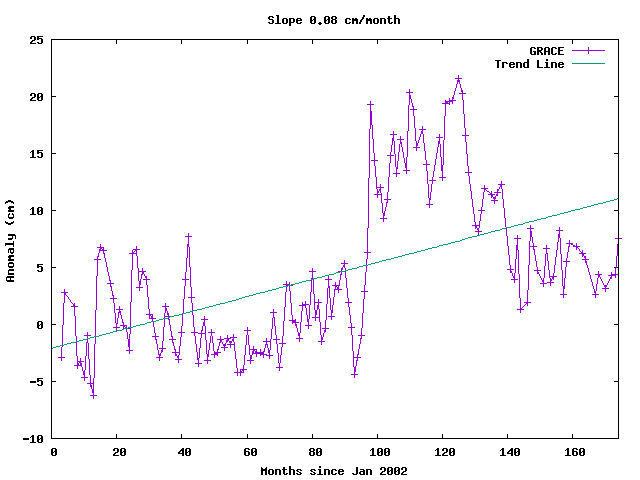 Slope 0.08 cm/month
25
20
15
10
5
0
-5
-10
Anomaly (cm)
GRACE
Trend Line
0 20 40 60 80 100 120 140 160
Months since Jan 2002